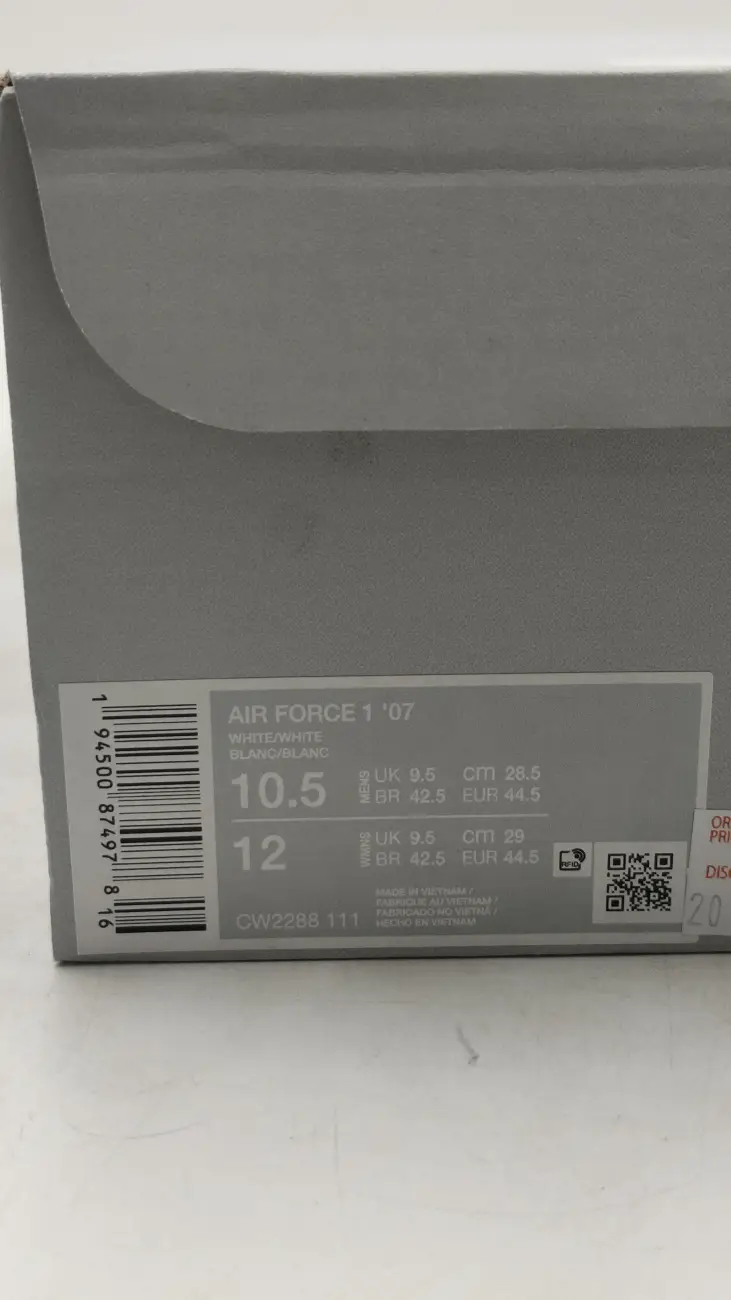 AIR FORCE 1 '07
WHITE/WHITE
BLANC/BLANC
10.5 MENS UK 9.5 cm 28.5
BR 42.5 EUR 44.5
12 WMNS UK 9.5 cm 29
BR 42.5 EUR 44.5
RFID
MADE IN VIETNAM /
FABRIQUE AU VIETNAM /
FABRICADO NO VIETNÃ /
HECHO EN VIETNAM
CW2288 111
1 94500 87497 8 16
OR
PRI
DISC
20